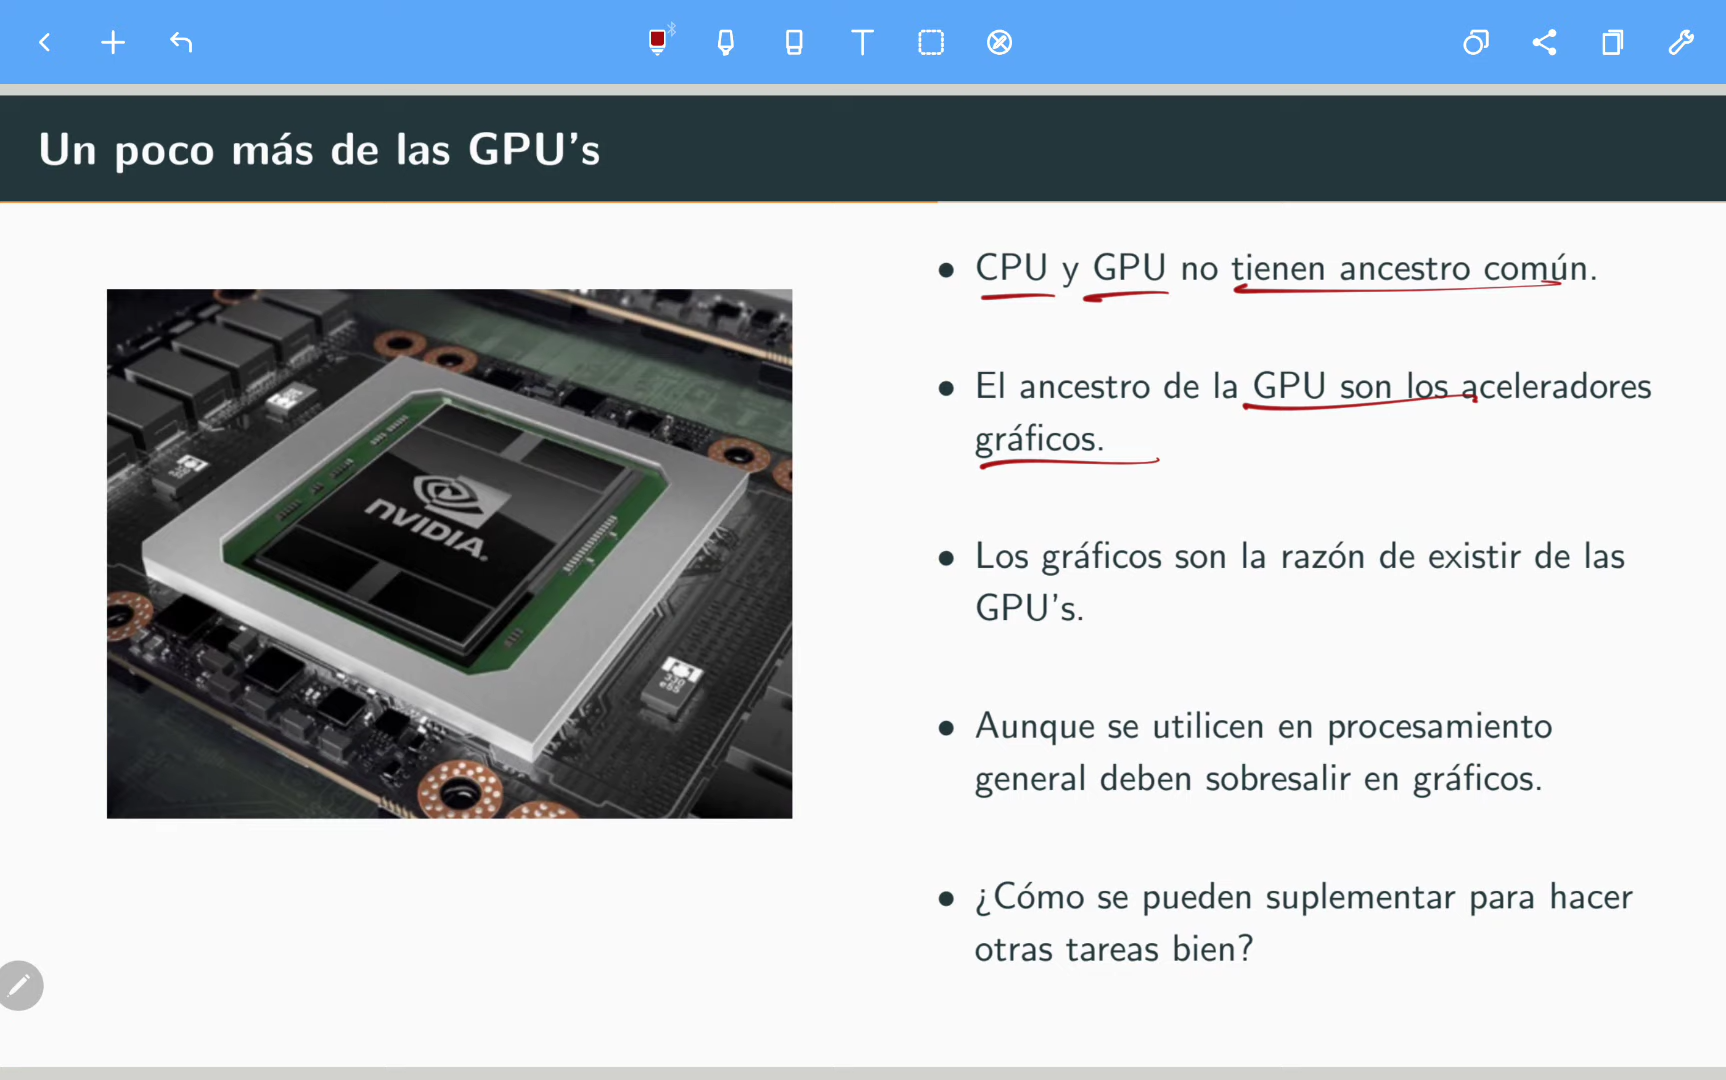 Un poco más de las GPU's
CPU y GPU no tienen ancestro común.
El ancestro de la GPU son los aceleradores
gráficos.
Los gráficos son la razón de existir de las
GPU's.
Aunque se utilicen en procesamiento
general deben sobresalir en gráficos.
¿Cómo se pueden suplementar para hacer
otras tareas bien?
nVIDIA.